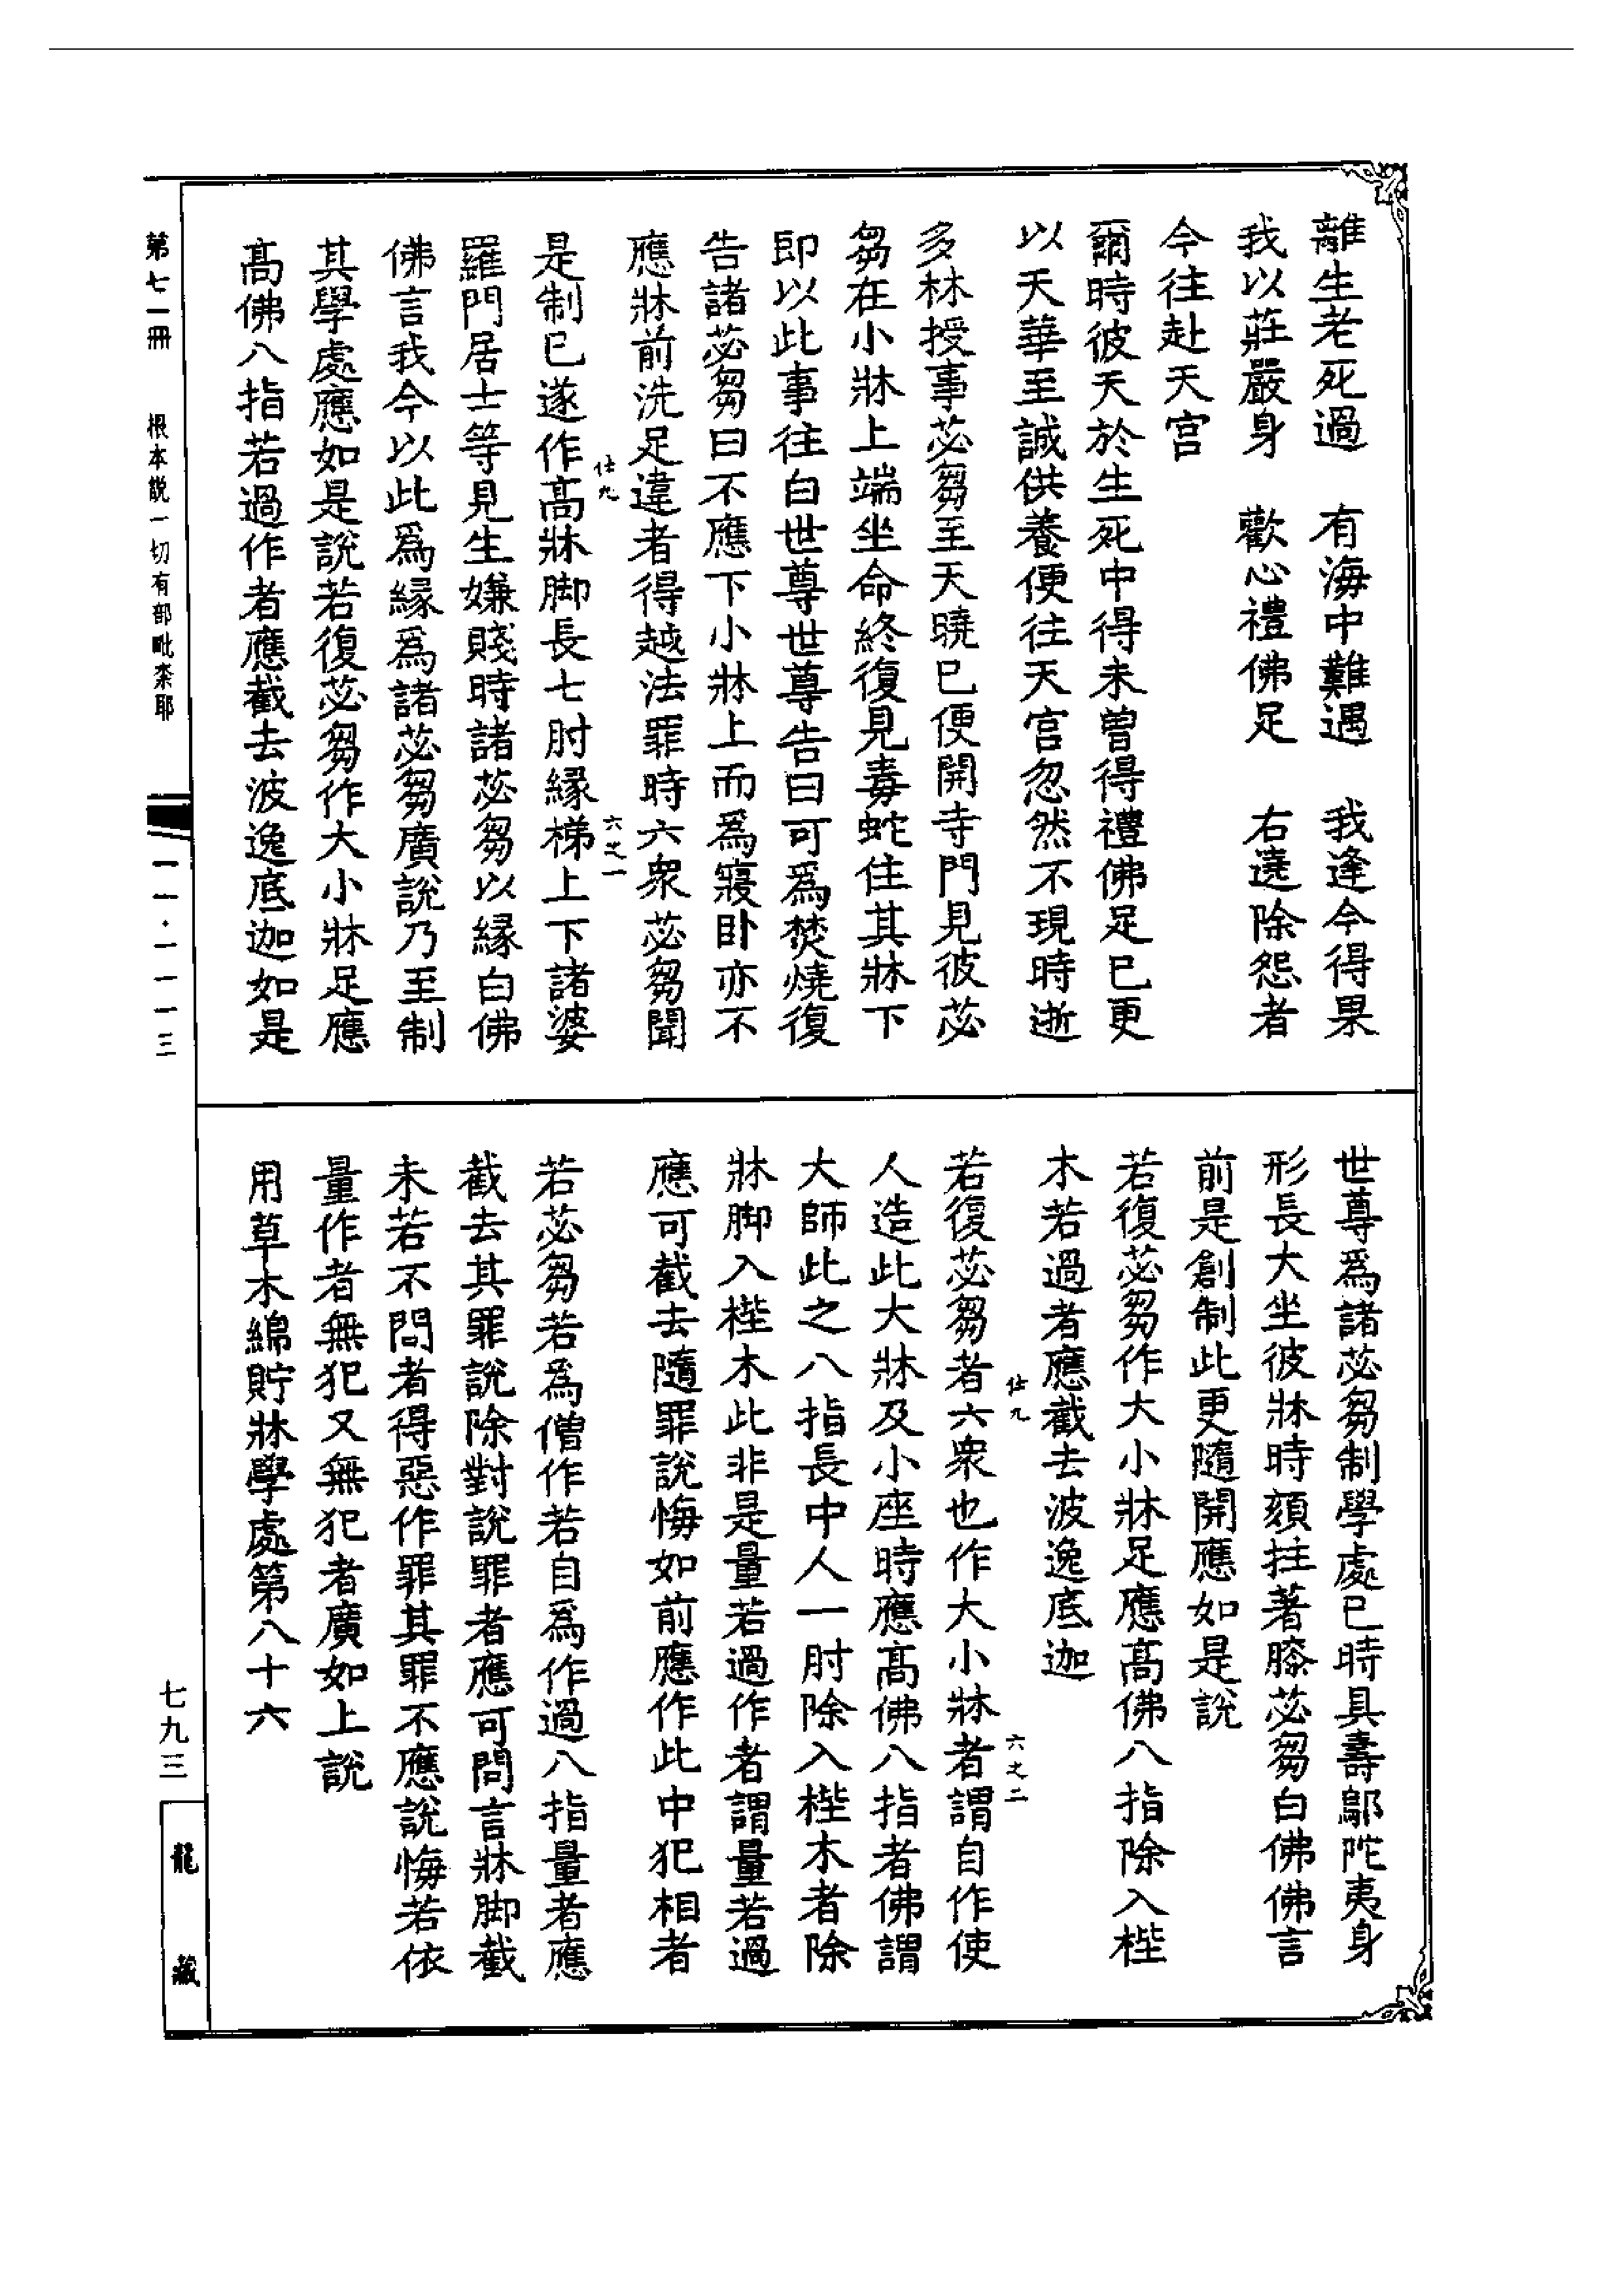 離生老死過　有海中難遇　我逢今得果
我以莊嚴身　歡心禮佛足　右遶除怨者
今往赴天宮
爾時彼天於生死中得未曾得禮佛足已更
以天華至誠供養便往天宮忽然不現時逝
多林授事苾芻至天曉已便開寺門見彼苾
芻在小牀上端坐命終復見毒蛇住其牀下
即以此事往白世尊世尊告曰可爲焚燒復
告諸苾芻曰不應下小牀上而爲寢卧亦不
應牀前洗足違者得越法罪時六衆苾芻聞
仕九　六之一
是制已遂作高牀脚長七肘緣梯上下諸婆
羅門居士等見生嫌賤時諸苾芻以緣白佛
佛言我今以此爲緣爲諸苾芻廣說乃至制
其學處應如是說若復苾芻作大小牀足應
高佛八指若過作者應截去波逸底迦如是
世尊爲諸苾芻制學處已時具壽鄔陀夷身
形長大坐彼牀時頦拄著膝苾芻白佛佛言
前是創制此更隨開應如是說
若復苾芻作大小牀足應高佛八指除入梐
木若過者應截去波逸底迦
仕九　六之二
若復苾芻者六衆也作大小牀者謂自作使
人造此大牀及小座時應高佛八指者佛謂
大師此之八指長中人一肘除入梐木者除
牀脚入梐木此非是量若過作者謂量若過
應可截去隨罪說悔如前應作此中犯相者
若苾芻若爲僧作若自爲作過八指量者應
截去其罪說除對說罪者應可問言牀脚截
未若不問者得惡作罪其罪不應說悔若依
量作者無犯又無犯者廣如上說
用草木綿貯牀學處第八十六
第七一冊　根本說一切有部毗柰耶
一一·一一一三
七九三
龍藏